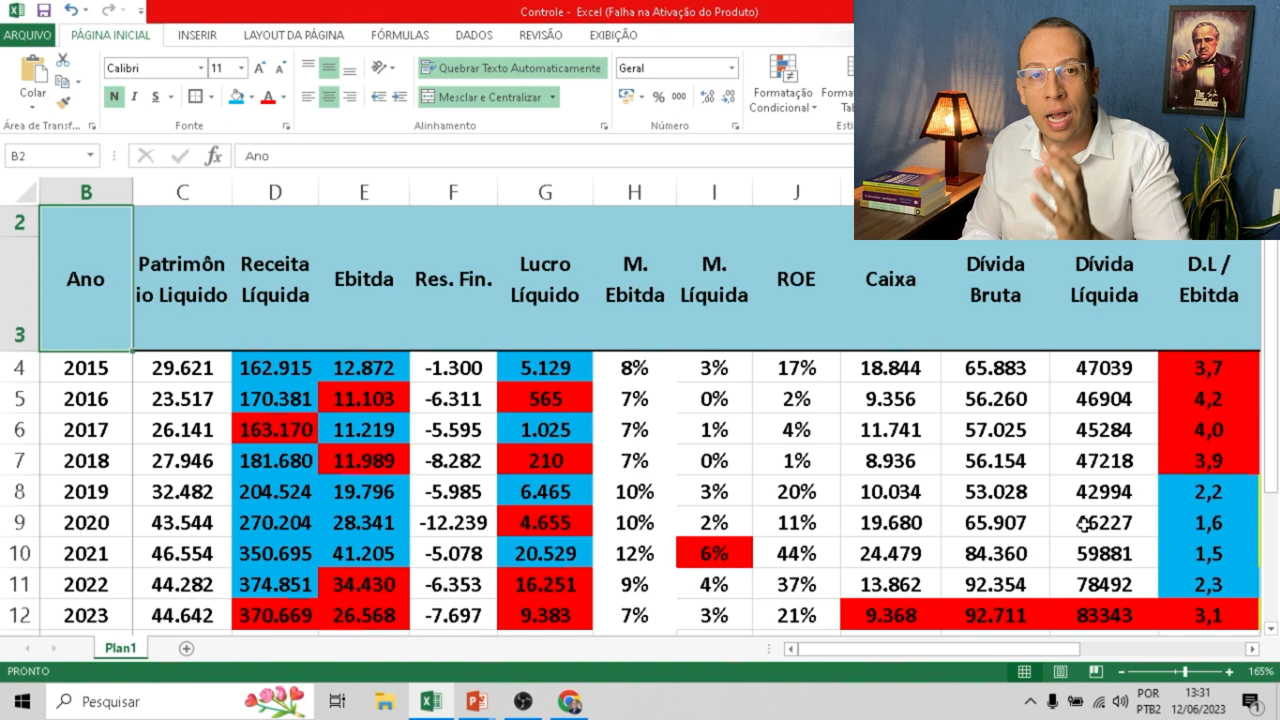 Controle - Excel (Falha na Ativação do Produto)
ARQUIVO PÁGINA INICIAL INSERIR LAYOUT DA PÁGINA FÓRMULAS DADOS REVISÃO EXIBIÇÃO
Colar
Calibri 11
N I S
Quebrar Texto Automaticamente
Mesclar e Centralizar
Geral
% 000
Formatação
Condicional
Área de Transf... Fonte Alinhamento Número
B2 fx Ano
B C D E F G H I J
2
3
Ano
Patrimôn
io Liquido
Receita
Líquida
Ebitda
Res. Fin.
Lucro
Líquido
M.
Ebitda
M.
Líquida
ROE
Caixa
Dívida
Bruta
Dívida
Líquida
D.L /
Ebitda
4 2015 29.621 162.915 12.872 -1.300 5.129 8% 3% 17% 18.844 65.883 47039 3,7
5 2016 23.517 170.381 11.103 -6.311 565 7% 0% 2% 9.356 56.260 46904 4,2
6 2017 26.141 163.170 11.219 -5.595 1.025 7% 1% 4% 11.741 57.025 45284 4,0
7 2018 27.946 181.680 11.989 -8.282 210 7% 0% 1% 8.936 56.154 47218 3,9
8 2019 32.482 204.524 19.796 -5.985 6.465 10% 3% 20% 10.034 53.028 42994 2,2
9 2020 43.544 270.204 28.341 -12.239 4.655 10% 2% 11% 19.680 65.907 46227 1,6
10 2021 46.554 350.695 41.205 -5.078 20.529 12% 6% 44% 24.479 84.360 59881 1,5
11 2022 44.282 374.851 34.430 -6.353 16.251 9% 4% 37% 13.862 92.354 78492 2,3
12 2023 44.642 370.669 26.568 -7.697 9.383 7% 3% 21% 9.368 92.711 83343 3,1
Plan1
PRONTO 165%
Pesquisar
POR
PTB2
13:31
12/06/2023
The
Godfather